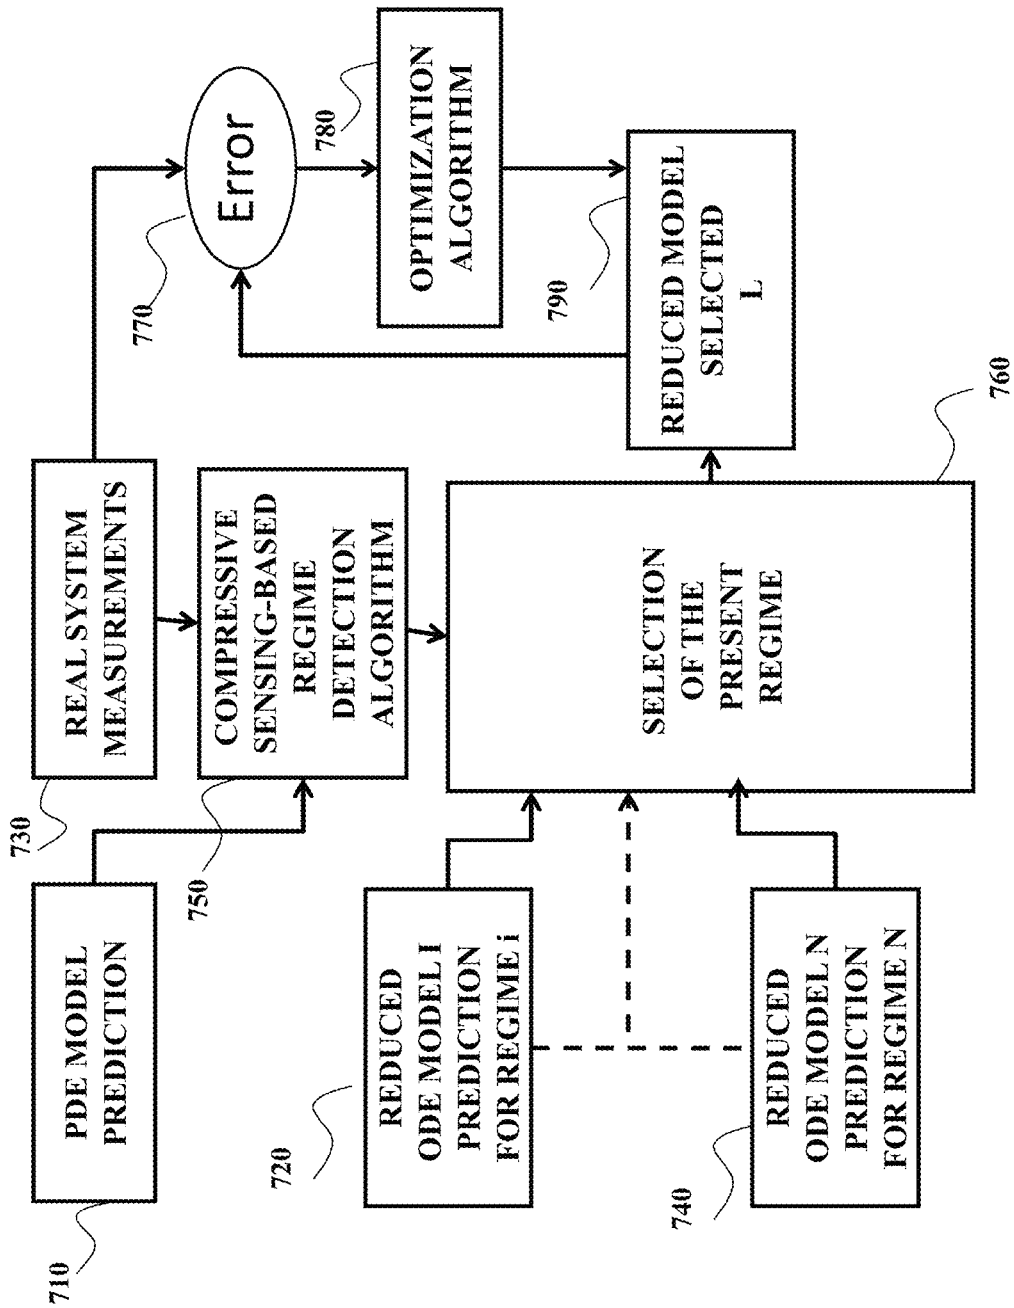 710
PDE MODEL
PREDICTION
730
REAL SYSTEM
MEASUREMENTS
770
Error
750
COMPRESSIVE
SENSING-BASED
REGIME
DETECTION
ALGORITHM
780
OPTIMIZATION
ALGORITHM
720
REDUCED
ODE MODEL I
PREDICTION
FOR REGIME i
SELECTION
OF THE
PRESENT
REGIME
790
REDUCED MODEL
SELECTED
L
740
REDUCED
ODE MODEL N
PREDICTION
FOR REGIME N
760